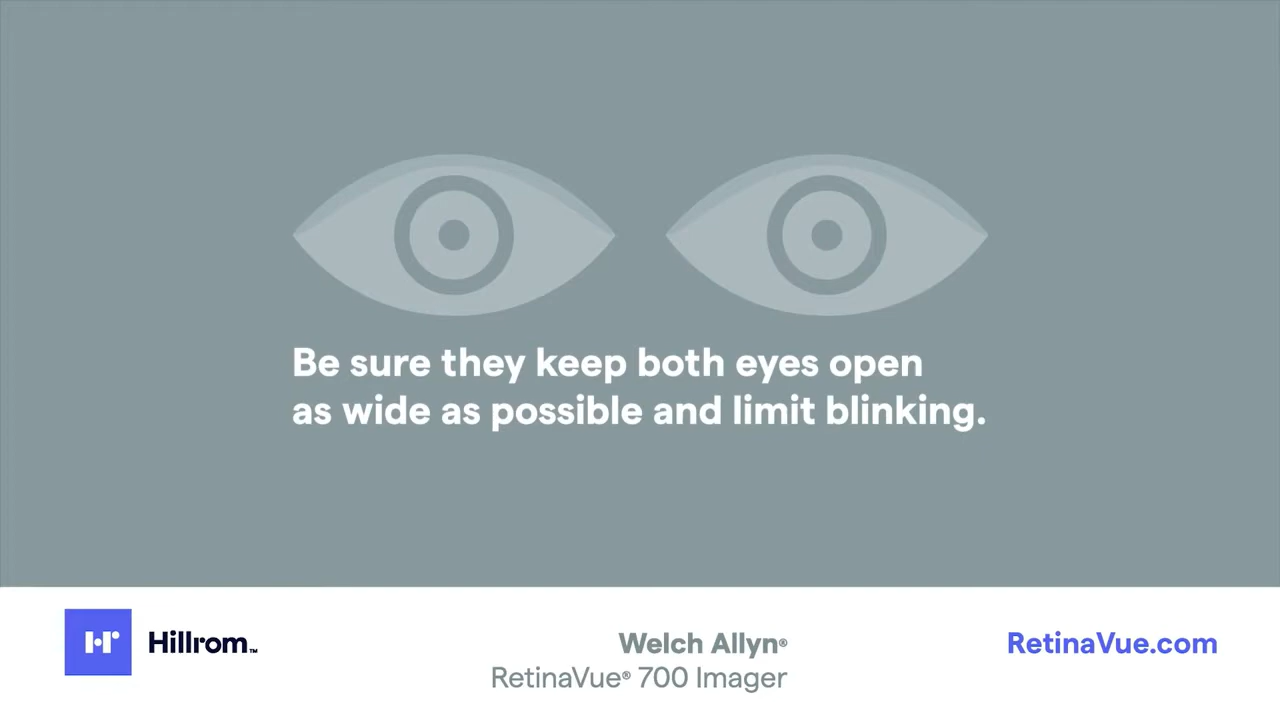 Be sure they keep both eyes open
as wide as possible and limit blinking.
Hillrom™
Welch Allyn®
RetinaVue® 700 Imager
RetinaVue.com